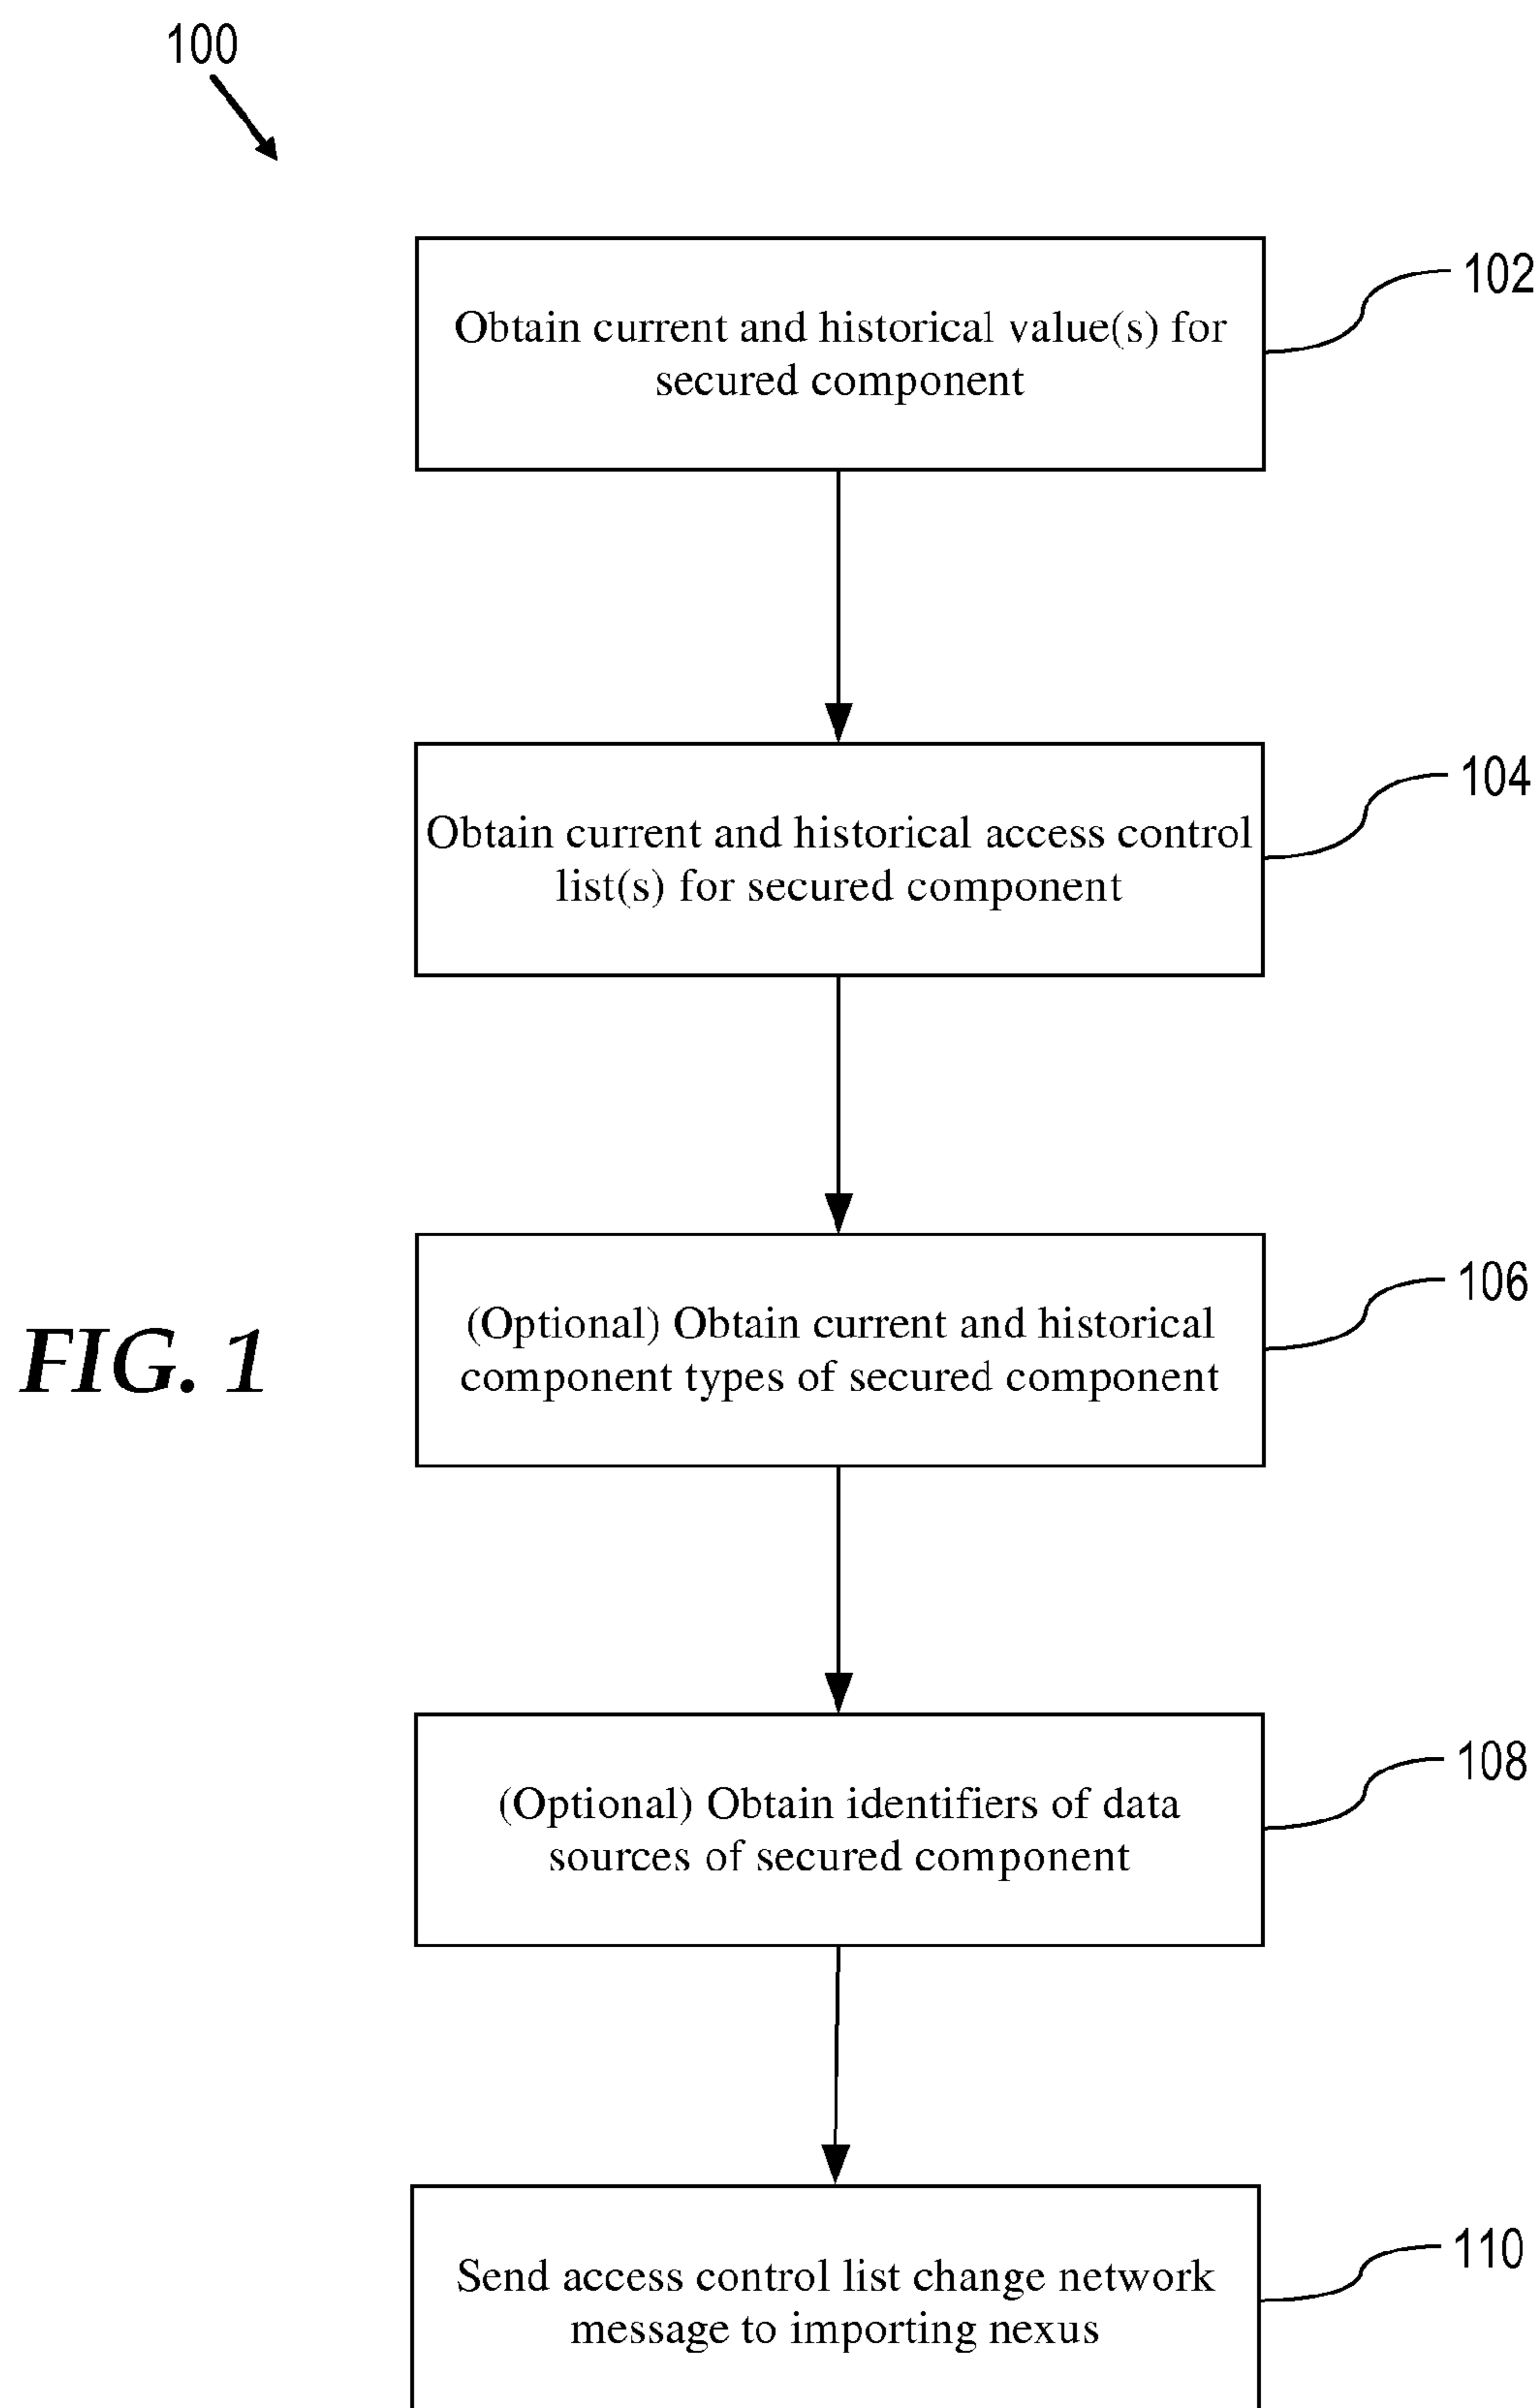 100
102
Obtain current and historical value(s) for
secured component
104
Obtain current and historical access control
list(s) for secured component
106
(Optional) Obtain current and historical
component types of secured component
FIG. 1
108
(Optional) Obtain identifiers of data
sources of secured component
110
Send access control list change network
message to importing nexus